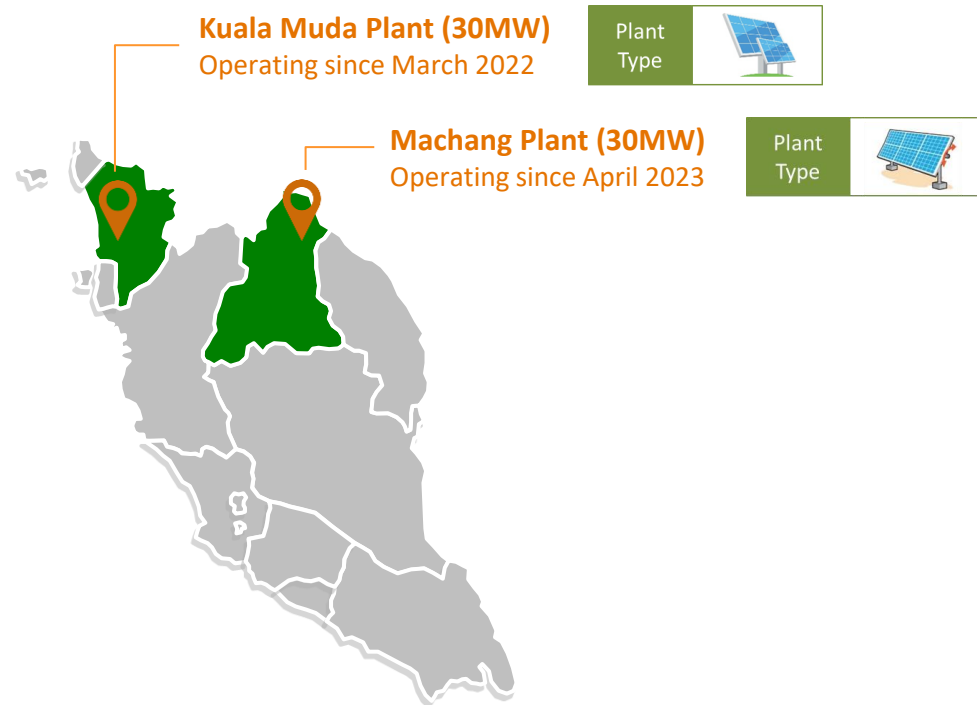 Kuala Muda Plant (30MW)
Operating since March 2022
Plant
Type
Machang Plant (30MW)
Operating since April 2023
Plant
Type